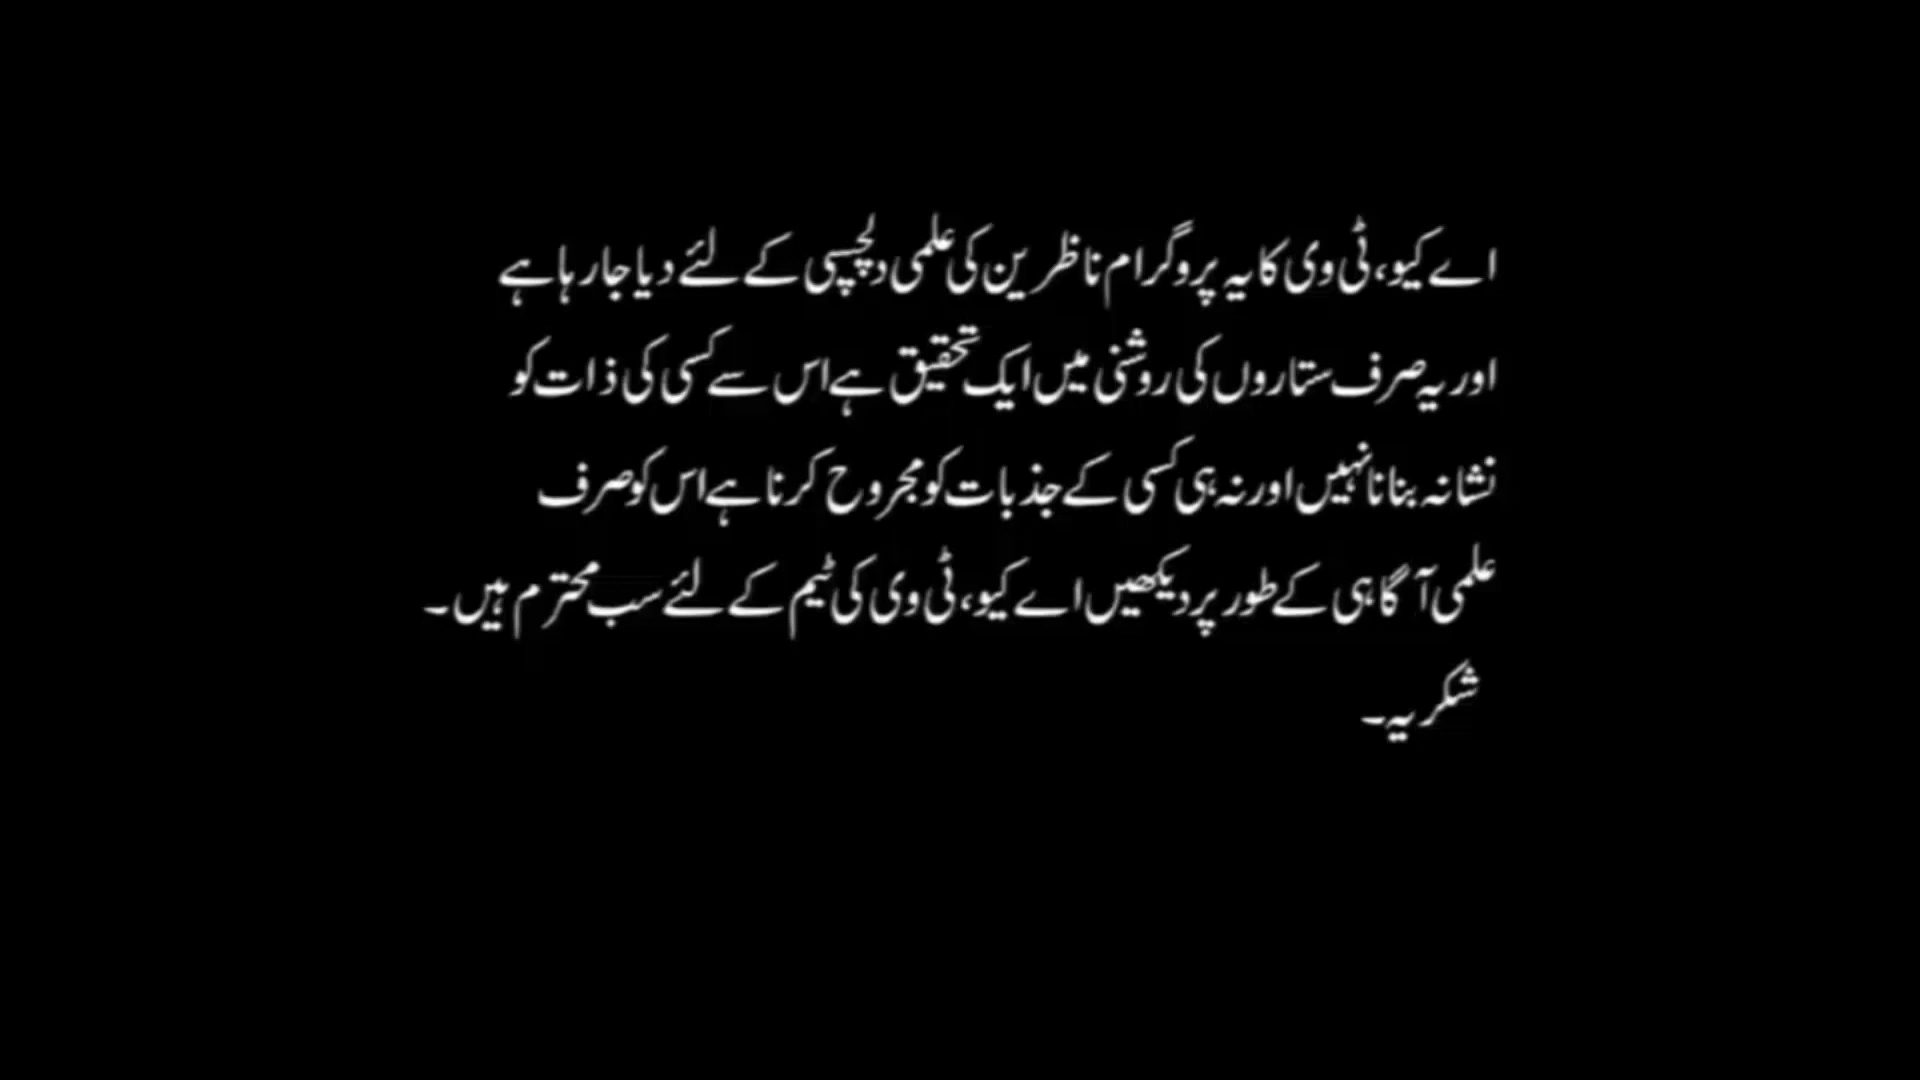 اے کیو، ٹی وی کا یہ پروگرام ناظرین کی علمی دلچسپی کے لئے دیا جا رہا ہے
اور یہ صرف ستاروں کی روشنی میں ایک تحقیق ہے اس سے کسی کی ذات کو
نشانہ بنانا نہیں اور نہ ہی کسی کے جذبات کو مجروح کرنا ہے اس کو صرف
علمی آگاہی کے طور پر دیکھیں اے کیو، ٹی وی کی ٹیم کے لئے سب محترم ہیں۔
شکریہ۔